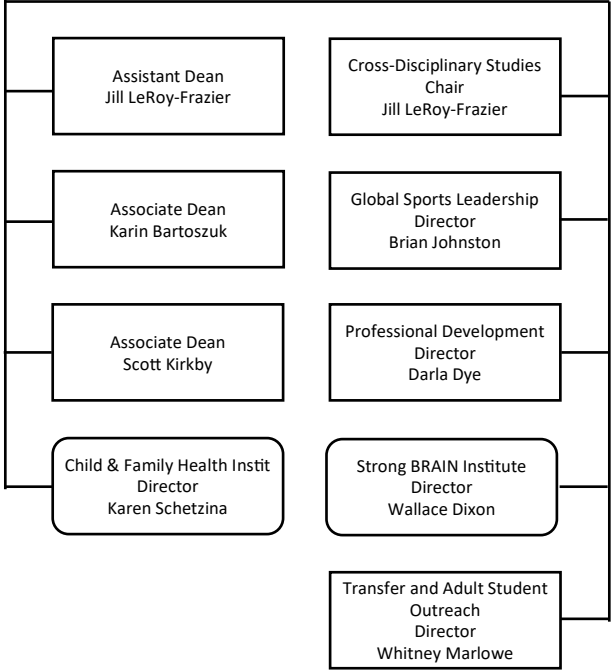 Assistant Dean
Jill LeRoy-Frazier
Cross-Disciplinary Studies
Chair
Jill LeRoy-Frazier
Associate Dean
Karin Bartoszuk
Global Sports Leadership
Director
Brian Johnston
Associate Dean
Scott Kirkby
Professional Development
Director
Darla Dye
Child & Family Health Instit
Director
Karen Schetzina
Strong BRAIN Institute
Director
Wallace Dixon
Transfer and Adult Student
Outreach
Director
Whitney Marlowe